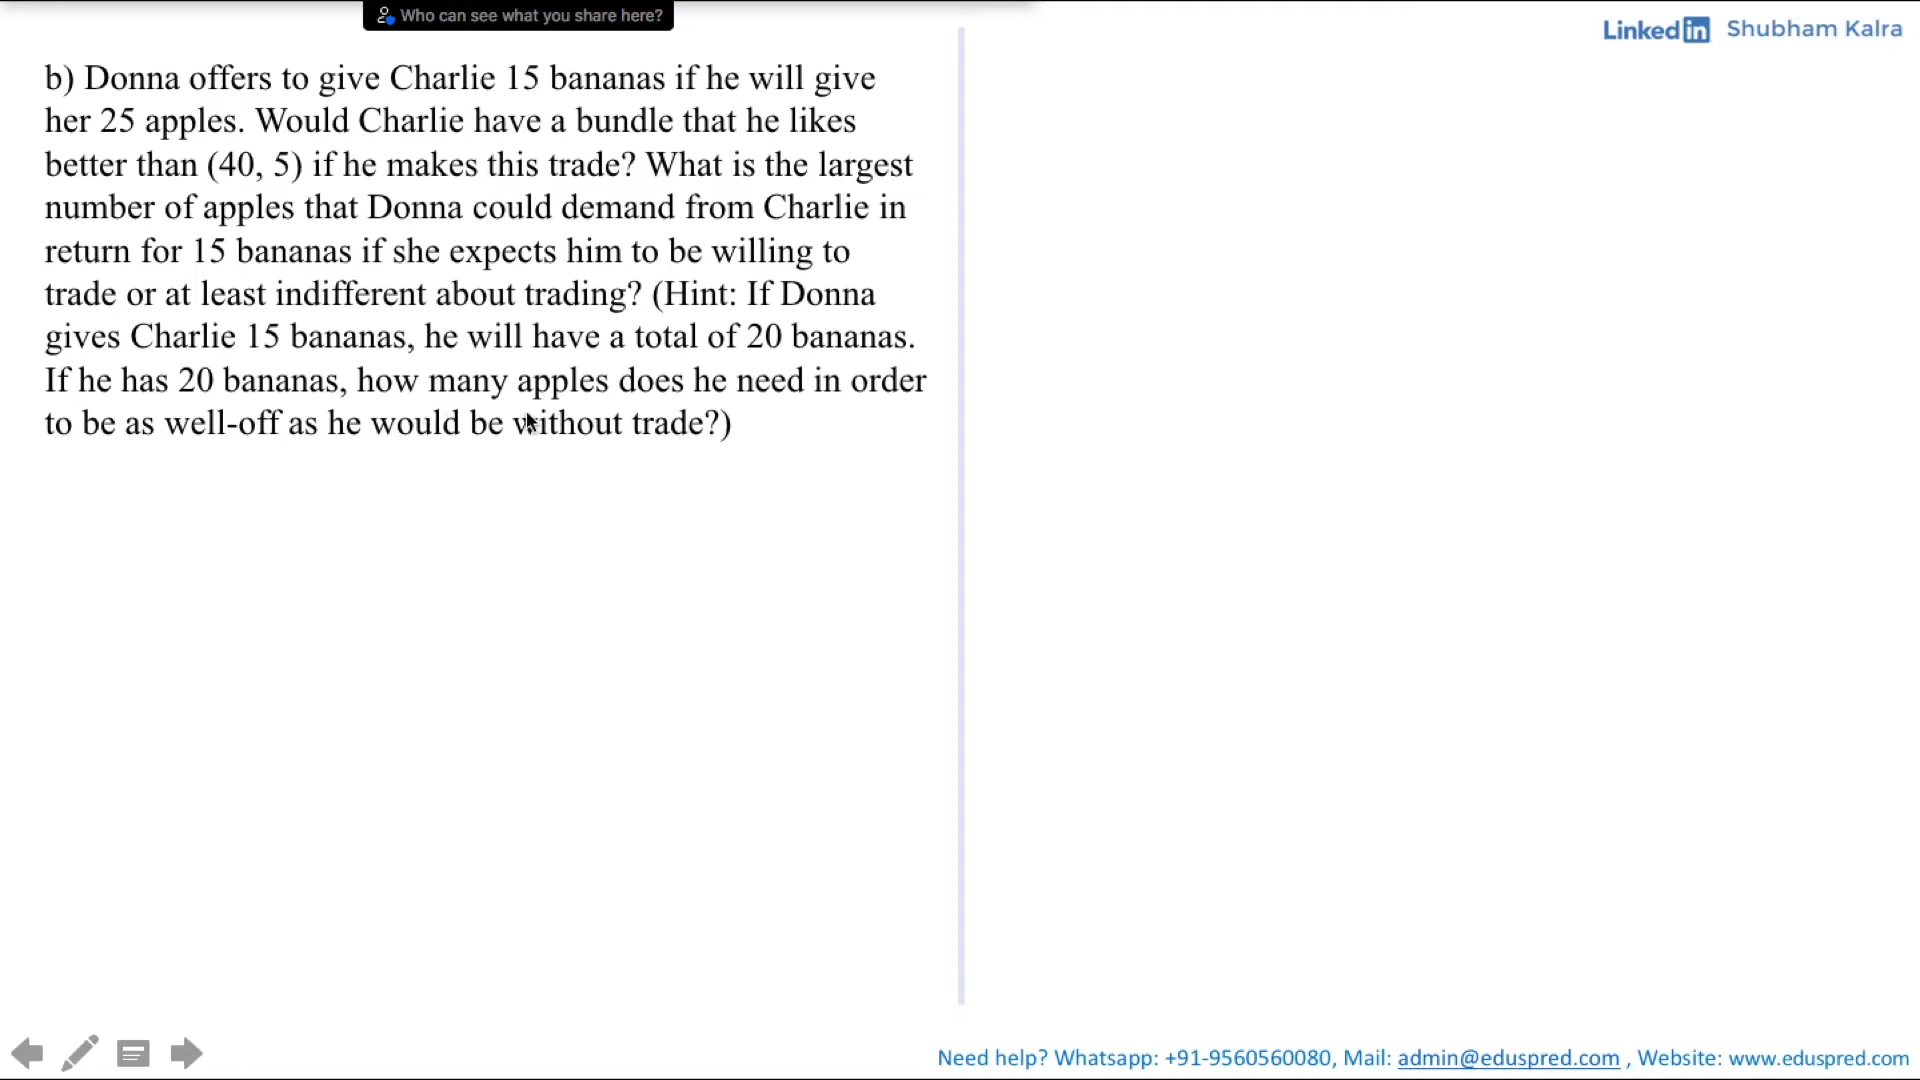 Who can see what you share here?
Linked in Shubham Kalra
b) Donna offers to give Charlie 15 bananas if he will give
her 25 apples. Would Charlie have a bundle that he likes
better than (40, 5) if he makes this trade? What is the largest
number of apples that Donna could demand from Charlie in
return for 15 bananas if she expects him to be willing to
trade or at least indifferent about trading? (Hint: If Donna
gives Charlie 15 bananas, he will have a total of 20 bananas.
If he has 20 bananas, how many apples does he need in order
to be as well-off as he would be without trade?)
Need help? Whatsapp: +91-9560560080, Mail: admin@eduspred.com , Website: www.eduspred.com